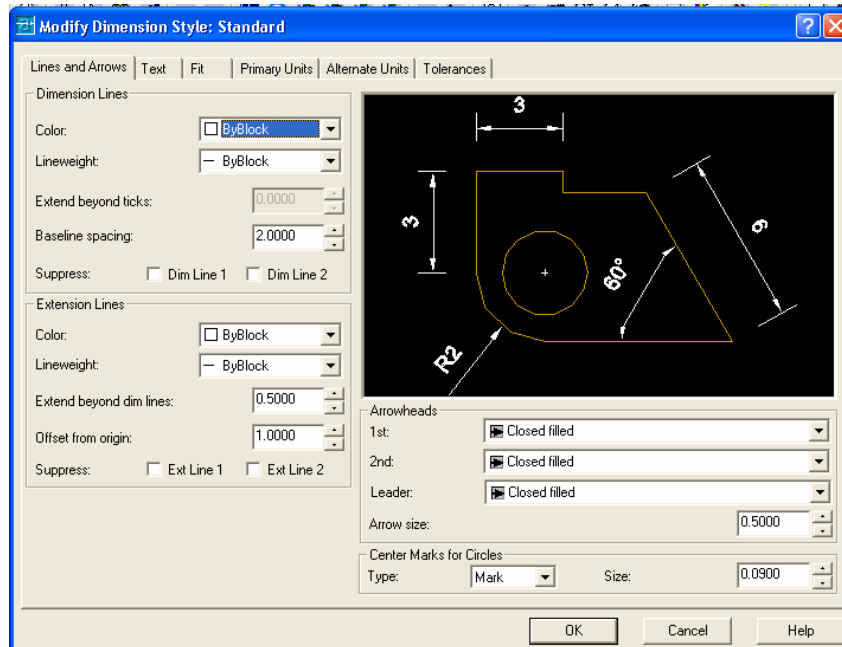 Modify Dimension Style: Standard
Lines and Arrows Text Fit Primary Units Alternate Units Tolerances
Dimension Lines
Color: ByBlock
Lineweight: ByBlock
Extend beyond ticks: 0.0000
Baseline spacing: 2.0000
Suppress: Dim Line 1 Dim Line 2
Extension Lines
Color: ByBlock
Lineweight: ByBlock
Extend beyond dim lines: 0.5000
Offset from origin: 1.0000
Suppress: Ext Line 1 Ext Line 2
3
3
9
60°
R2
Arrowheads
1st: Closed filled
2nd: Closed filled
Leader: Closed filled
Arrow size: 0.5000
Center Marks for Circles
Type: Mark Size: 0.0900
OK Cancel Help